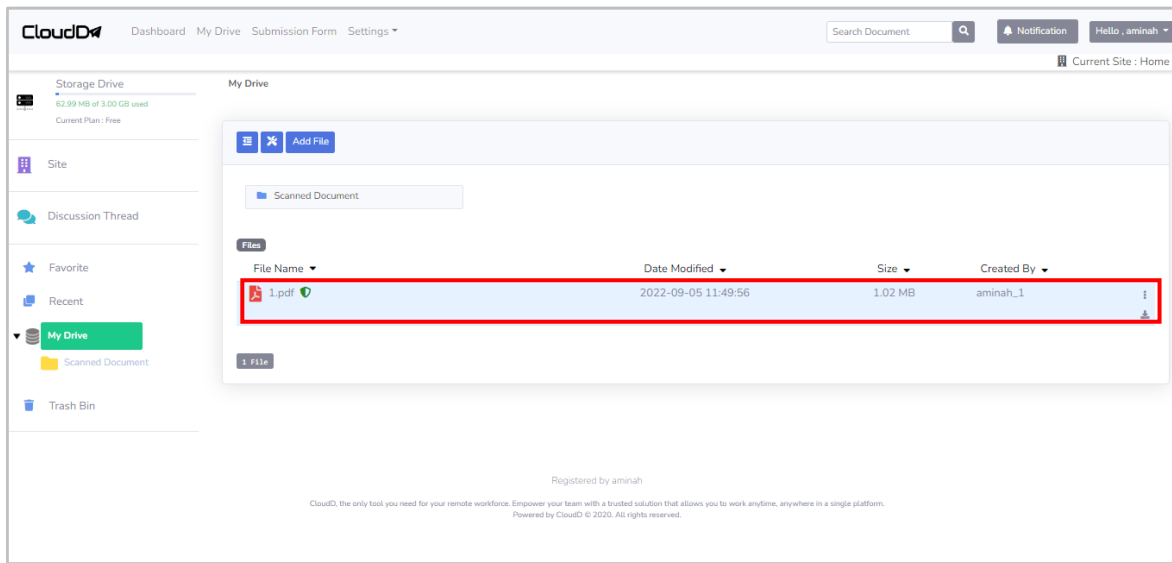 CloudD
Dashboard My Drive Submission Form Settings
Search Document
Notification
Hello , aminah
Current Site : Home
Storage Drive
62.99 MB of 3.00 GB used
Current Plan : Free
Site
Discussion Thread
Favorite
Recent
My Drive
Scanned Document
Trash Bin
My Drive
Add File
Scanned Document
Files
File Name Date Modified Size Created By
1.pdf 2022-09-05 11:49:56 1.02 MB aminah_1
1 File
Registered by aminah
CloudD, the only tool you need for your remote workforce. Empower your team with a trusted solution that allows you to work anytime, anywhere in a single platform.
Powered by CloudD © 2020. All rights reserved.